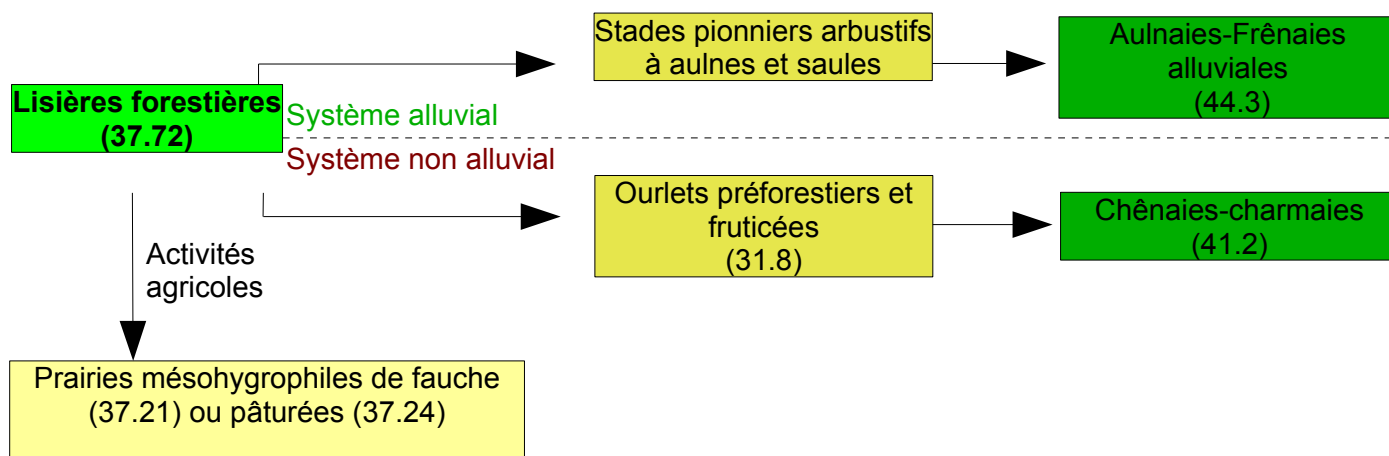 Stades pionniers arbustifs
à aulnes et saules
Aulnaies-Frênaies
alluviales
(44.3)
Lisières forestières
(37.72)
Système alluvial
Système non alluvial
Ourlets préforestiers et
fruticées
(31.8)
Chênaies-charmaies
(41.2)
Activités
agricoles
Prairies mésohygrophiles de fauche
(37.21) ou pâturées (37.24)